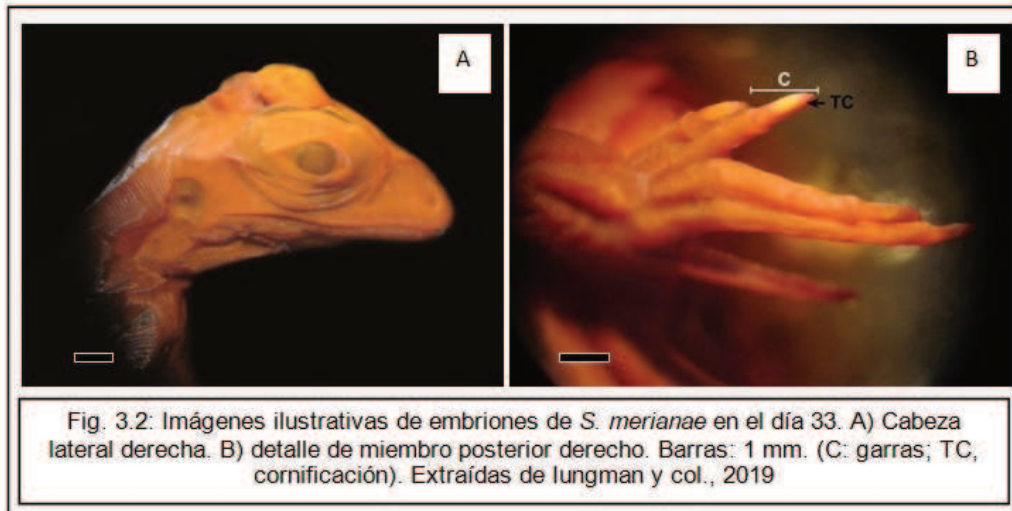 A
B
C
TC
Fig. 3.2: Imágenes ilustrativas de embriones de S. merianae en el día 33. A) Cabeza
lateral derecha. B) detalle de miembro posterior derecho. Barras: 1 mm. (C: garras; TC,
cornificación). Extraídas de Iungman y col., 2019